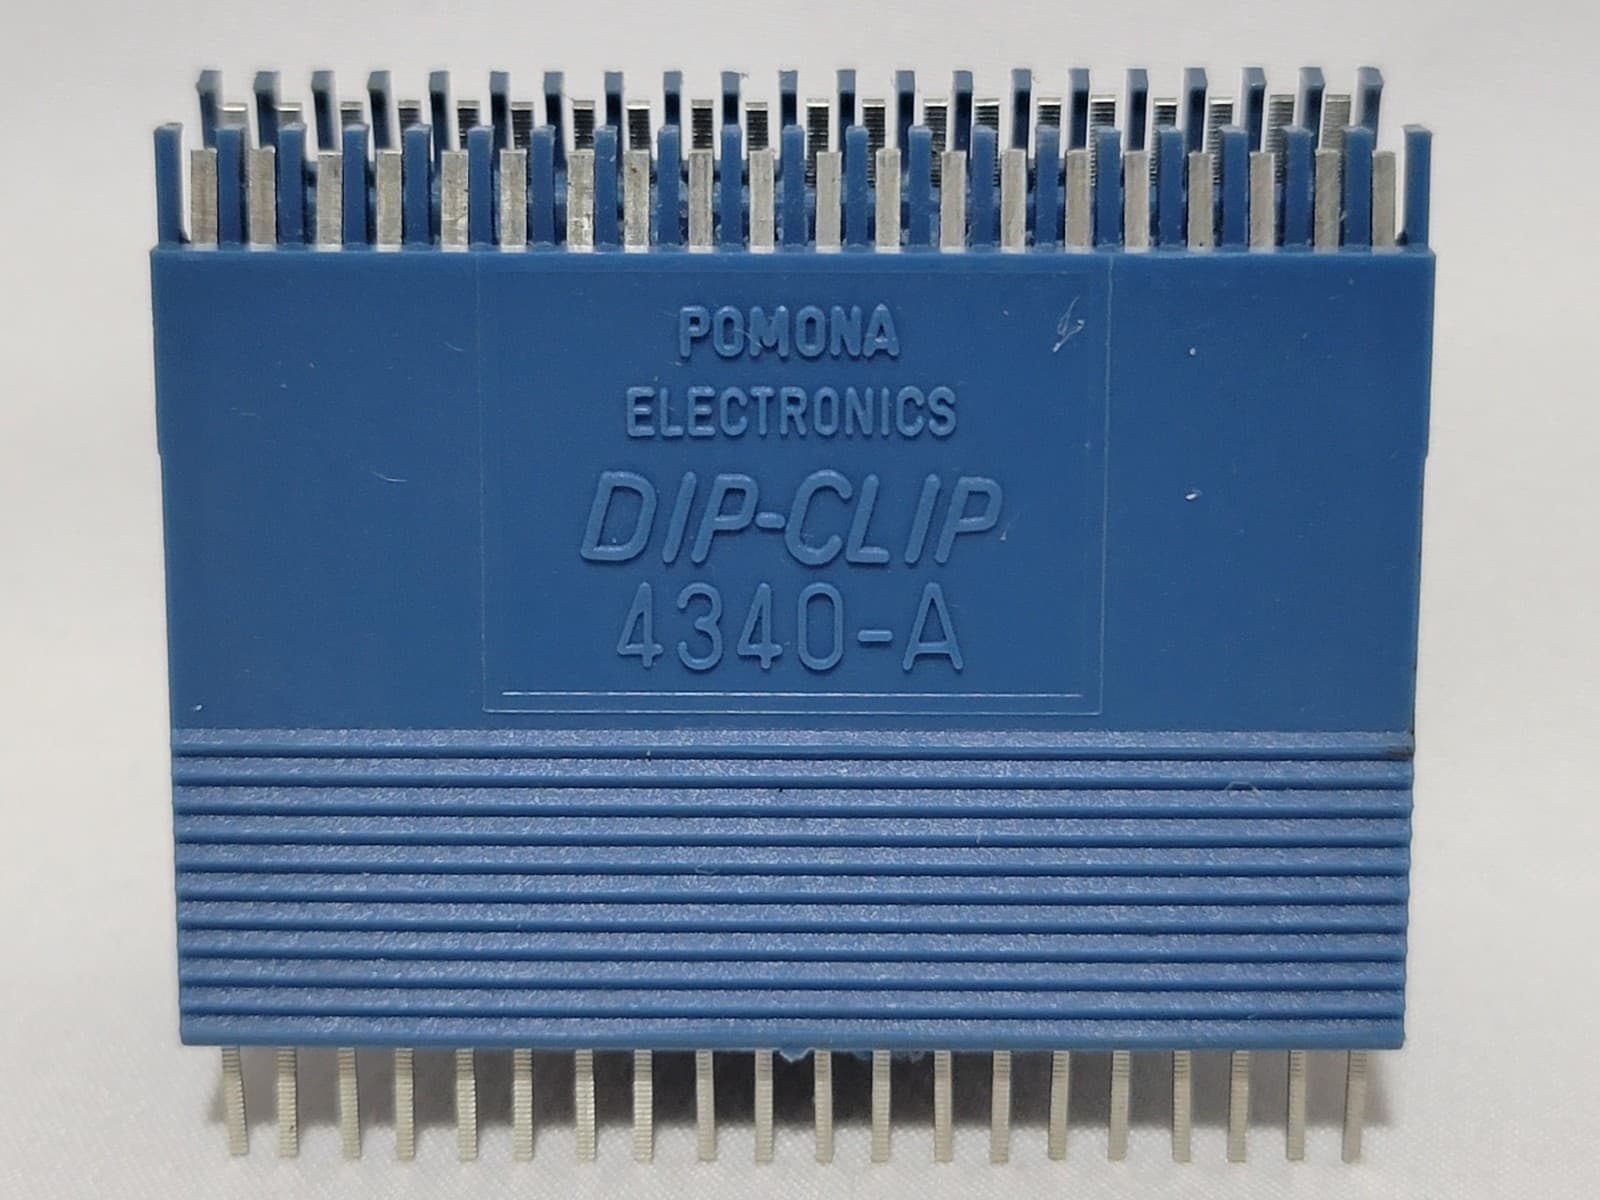 POMONA
ELECTRONICS
DIP-CLIP
4340-A